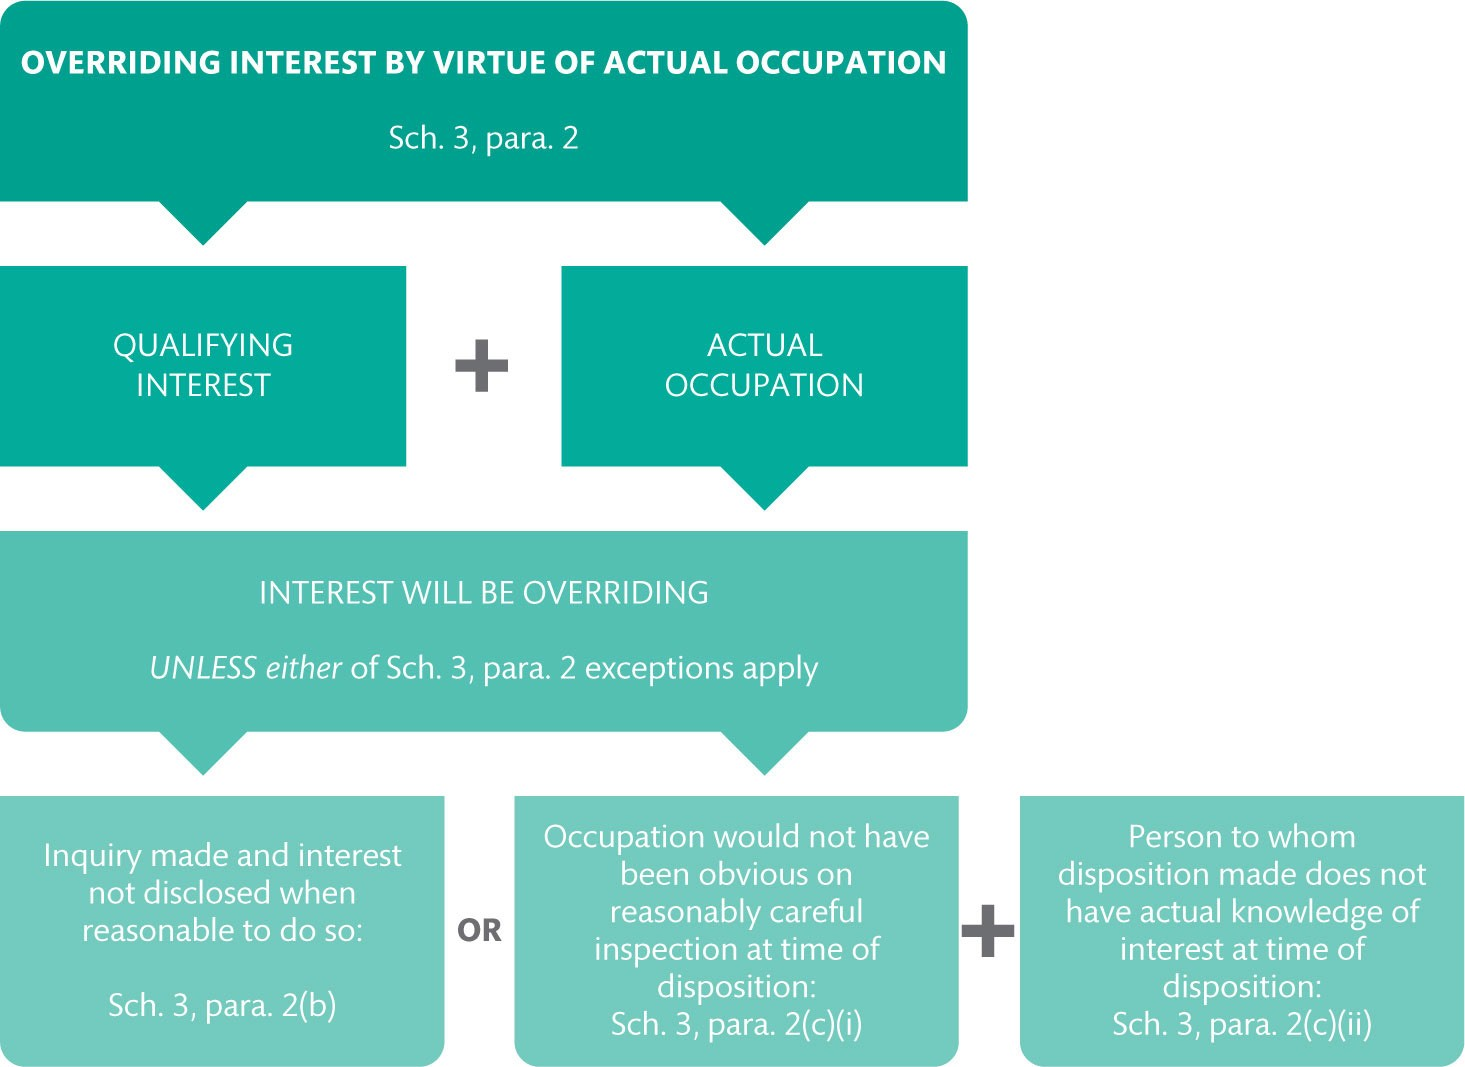 OVERRIDING INTEREST BY VIRTUE OF ACTUAL OCCUPATION
Sch. 3, para. 2
QUALIFYING
INTEREST
+
ACTUAL
OCCUPATION
INTEREST WILL BE OVERRIDING
UNLESS either of Sch. 3, para. 2 exceptions apply
Inquiry made and interest
not disclosed when
reasonable to do so:
Sch. 3, para. 2(b)
OR
Occupation would not have
been obvious on
reasonably careful
inspection at time of
disposition:
Sch. 3, para. 2(c)(i)
+
Person to whom
disposition made does not
have actual knowledge of
interest at time of
disposition:
Sch. 3, para. 2(c)(ii)